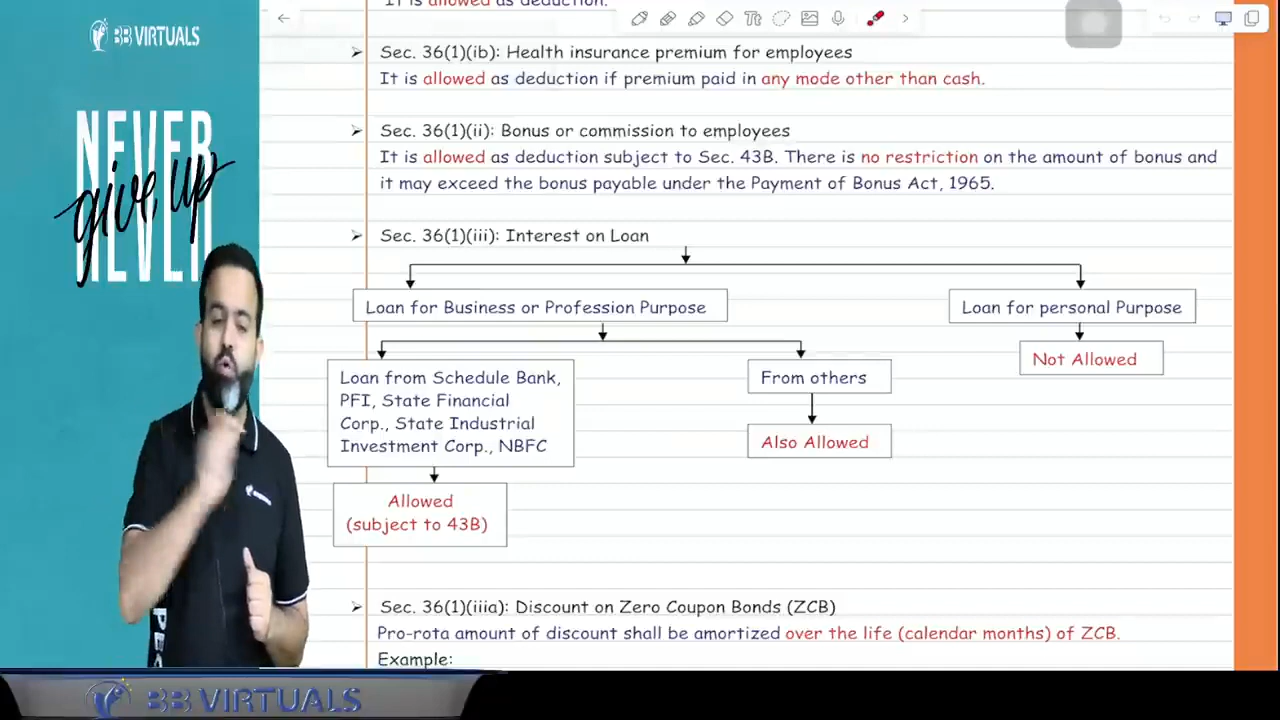 BB VIRTUALS
NEVER
give up
NEVER
It is allowed as deduction.
➤ Sec. 36(1)(ib): Health insurance premium for employees
It is allowed as deduction if premium paid in any mode other than cash.
➤ Sec. 36(1)(ii): Bonus or commission to employees
It is allowed as deduction subject to Sec. 43B. There is no restriction on the amount of bonus and
it may exceed the bonus payable under the Payment of Bonus Act, 1965.
➤ Sec. 36(1)(iii): Interest on Loan
Loan for Business or Profession Purpose
Loan for personal Purpose
Not Allowed
Loan from Schedule Bank,
PFI, State Financial
Corp., State Industrial
Investment Corp., NBFC
From others
Also Allowed
Allowed
(subject to 43B)
➤ Sec. 36(1)(iiia): Discount on Zero Coupon Bonds (ZCB)
Pro-rota amount of discount shall be amortized over the life (calendar months) of ZCB.
Example:
BB VIRTUALS